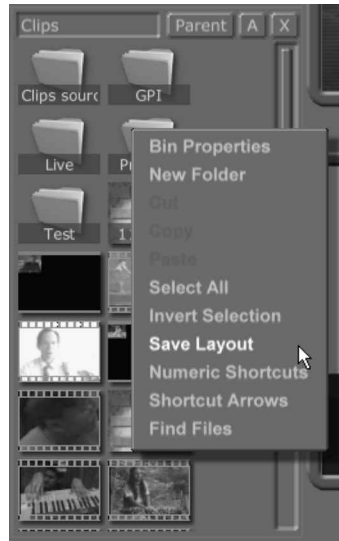 Clips Parent A X
Clips sourc GPI
Live
Test
Bin Properties
New Folder
Cut
Copy
Paste
Select All
Invert Selection
Save Layout
Numeric Shortcuts
Shortcut Arrows
Find Files